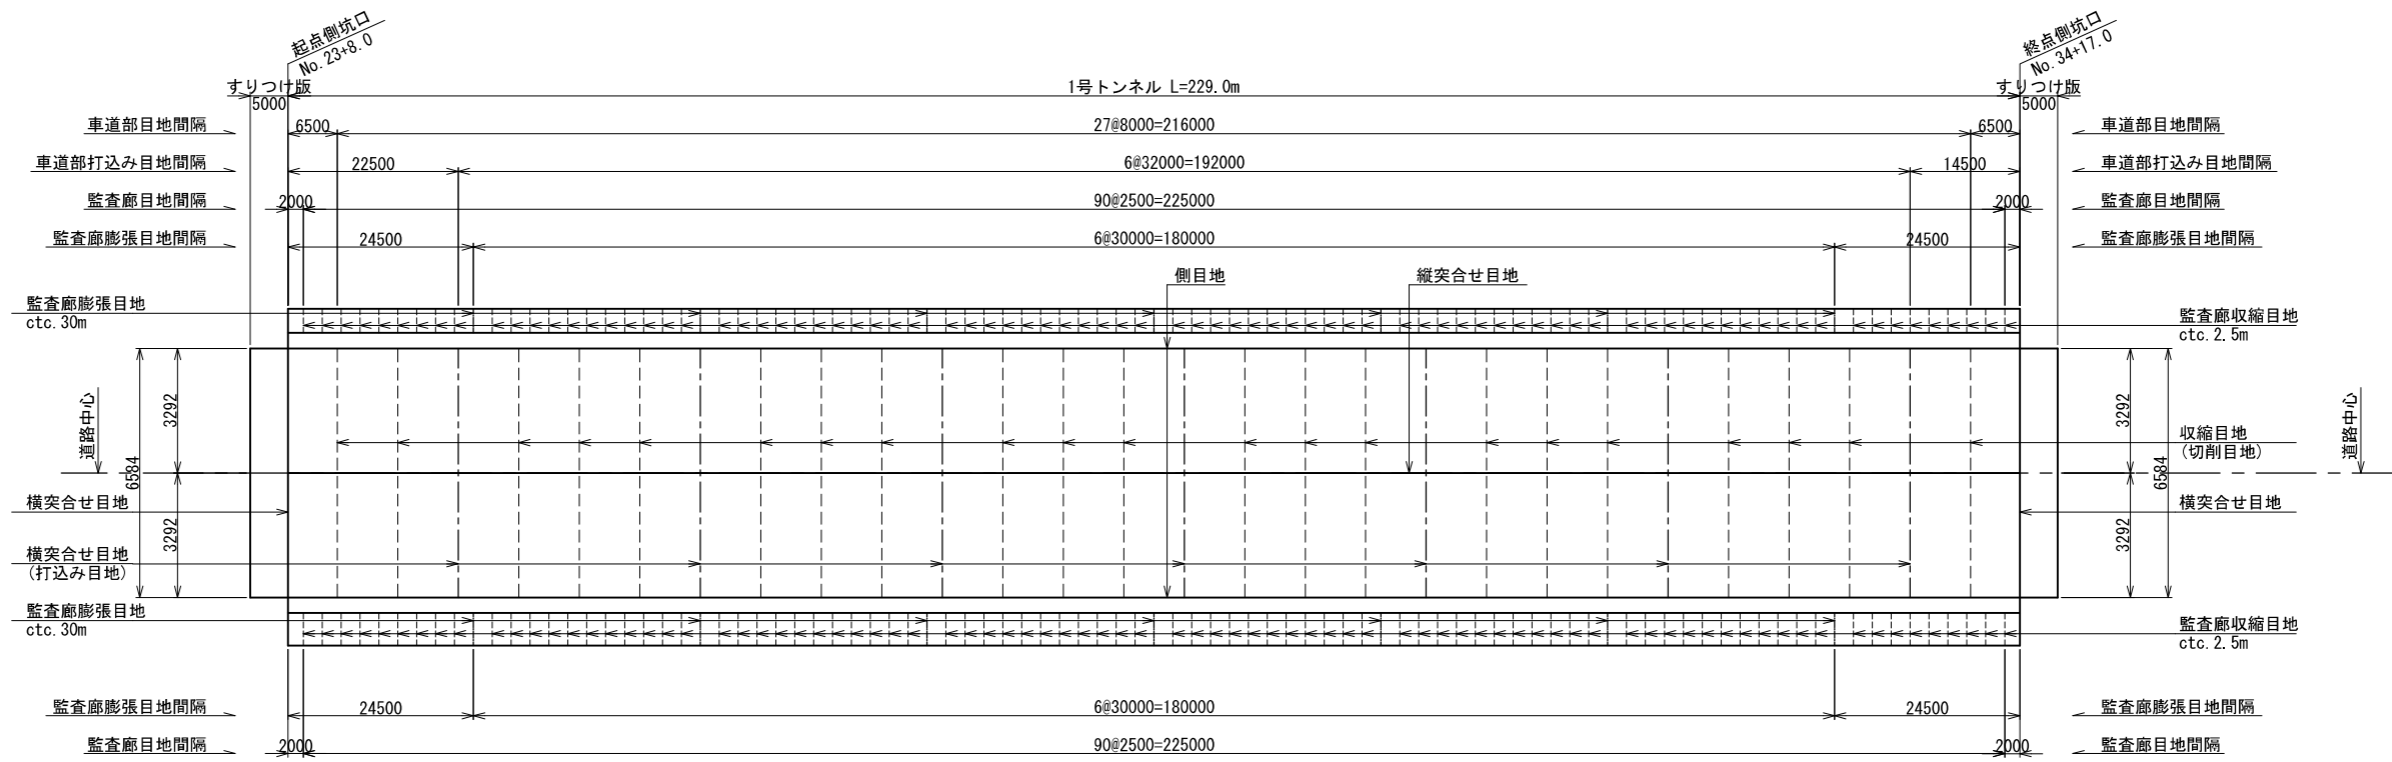 起点側坑口
No.23+8.0
終点側坑口
No.34+17.0
すりつけ版
5000
1号トンネル L=229.0m
すりつけ版
5000
車道部目地間隔
6500
27@8000=216000
6500
車道部目地間隔
車道部打込み目地間隔
22500
6@32000=192000
14500
車道部打込み目地間隔
監査廊目地間隔
2000
90@2500=225000
2000
監査廊目地間隔
監査廊膨張目地間隔
24500
6@30000=180000
24500
監査廊膨張目地間隔
側目地
縦突合せ目地
監査廊膨張目地
ctc.30m
監査廊収縮目地
ctc.2.5m
道路中心
6584
3292
3292
3292
3292
6584
道路中心
収縮目地
(切削目地)
横突合せ目地
横突合せ目地
横突合せ目地
(打込み目地)
監査廊膨張目地
ctc.30m
監査廊収縮目地
ctc.2.5m
監査廊膨張目地間隔
24500
6@30000=180000
24500
監査廊膨張目地間隔
監査廊目地間隔
2000
90@2500=225000
2000
監査廊目地間隔